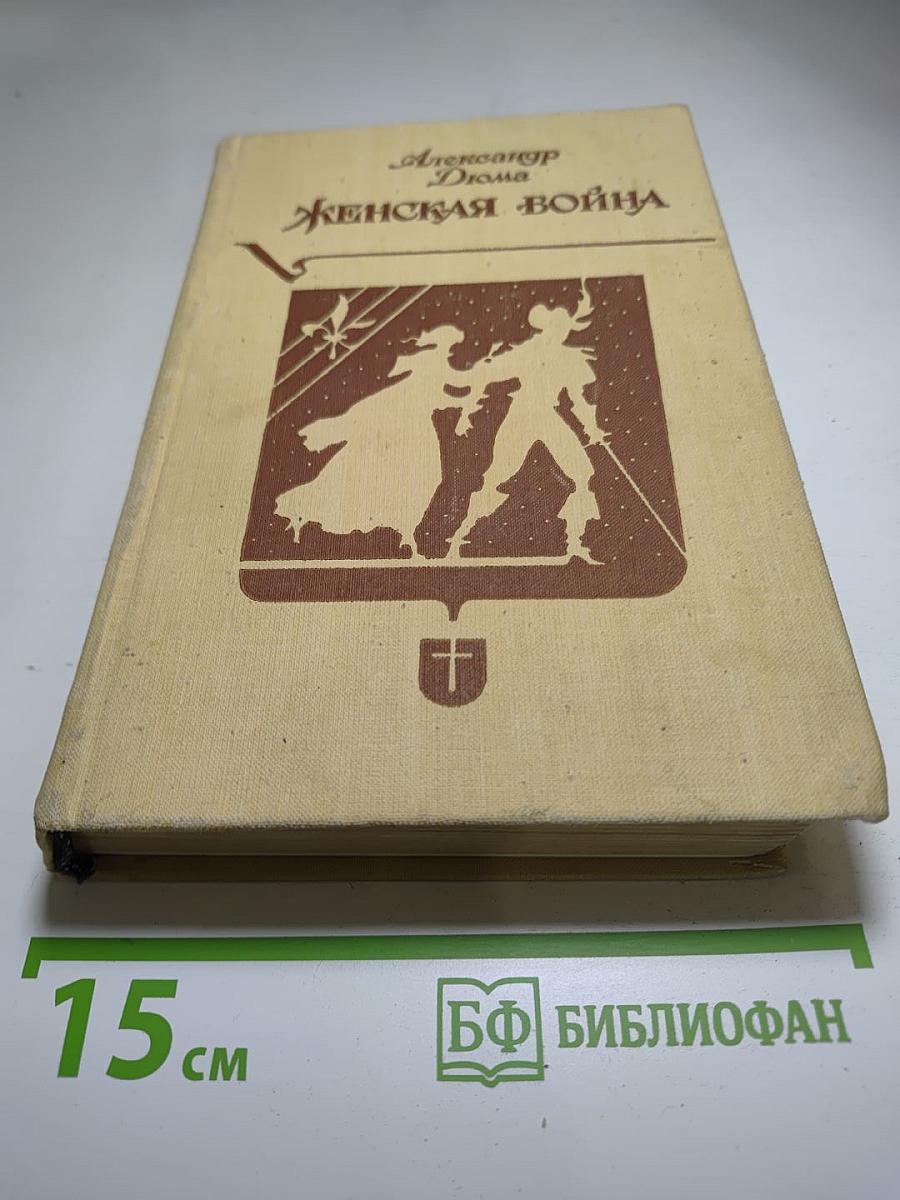 Александр
Дюма
ЖЕНСКАЯ ВОЙНА
15 см
БФ БИБЛИОФАН